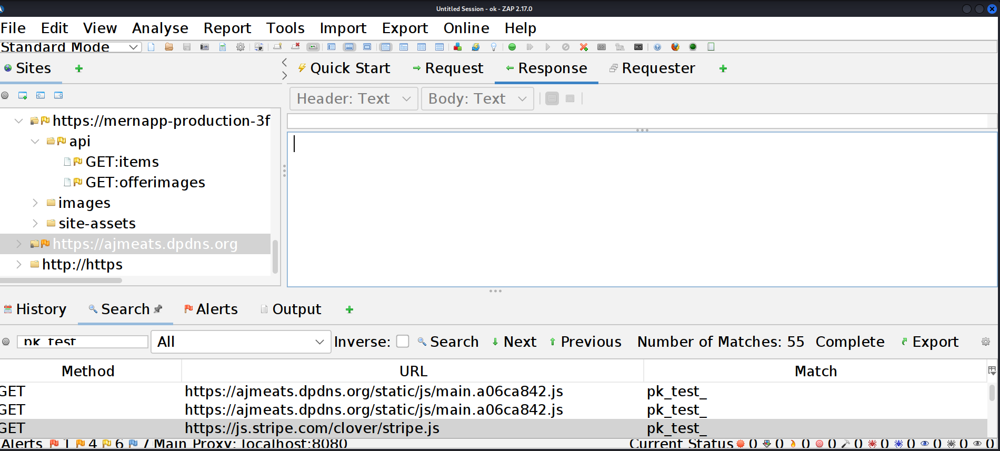 Untitled Session - ok - ZAP 2.17.0
File Edit View Analyse Report Tools Import Export Online Help
Standard Mode
Sites
Quick Start Request Response Requester
Header: Text Body: Text
https://mernapp-production-3f
api
GET:items
GET:offerimages
images
site-assets
https://ajmeats.dpdns.org
http://https
History Search Alerts Output
pk_test_ All Inverse: Search Next Previous Number of Matches: 55 Complete Export
Method URL Match
GET https://ajmeats.dpdns.org/static/js/main.a06ca842.js pk_test_
GET https://ajmeats.dpdns.org/static/js/main.a06ca842.js pk_test_
GET https://js.stripe.com/clover/stripe.js pk_test_
Alerts 1 4 6 7 Main Proxy: localhost:8080 Current Status 0 0 0 0 0 0 0 0 0 0